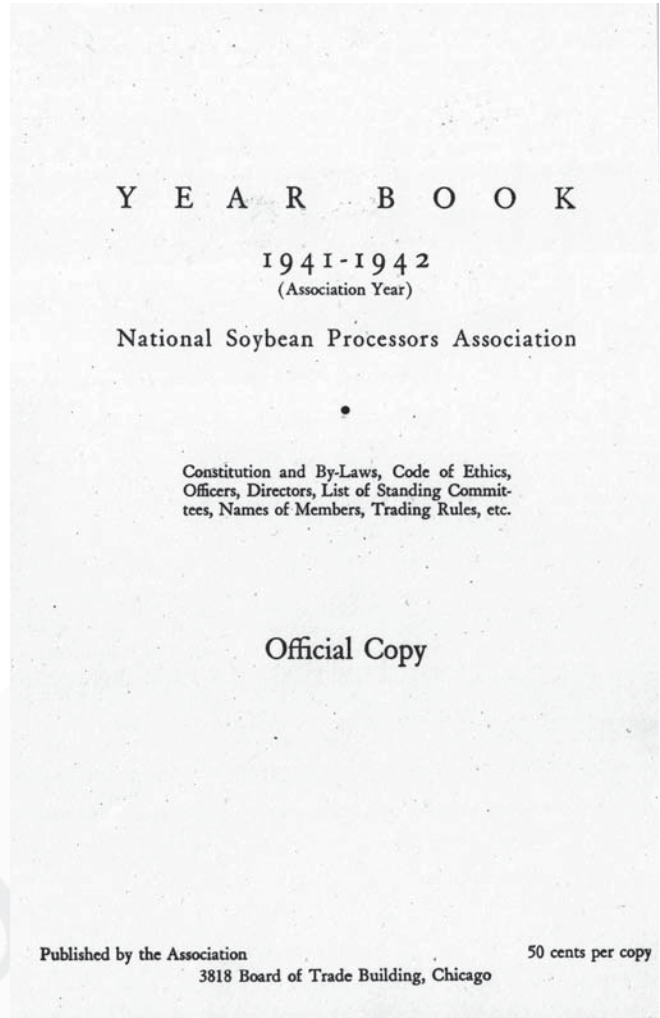 YEAR BOOK
1941-1942
(Association Year)
National Soybean Processors Association
•
Constitution and By-Laws, Code of Ethics,
Officers, Directors, List of Standing Commit-
tees, Names of Members, Trading Rules, etc.
Official Copy
Published by the Association 50 cents per copy
3818 Board of Trade Building, Chicago